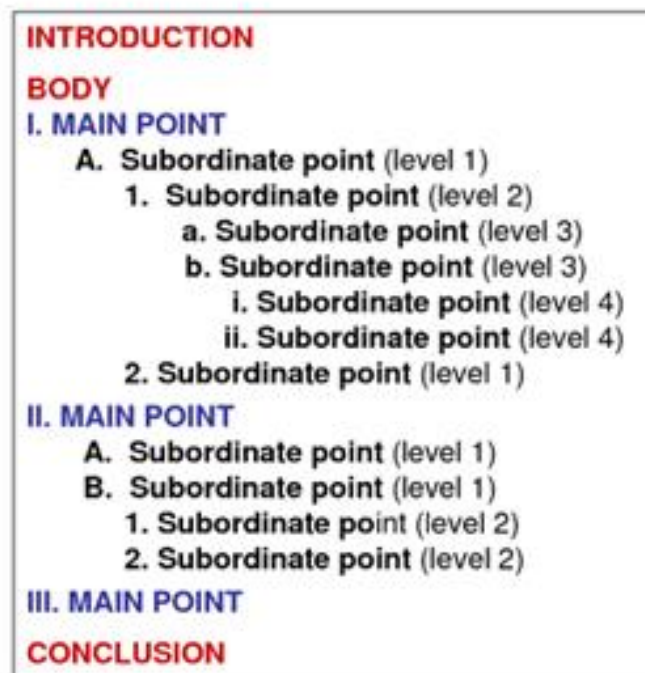 INTRODUCTION
BODY
I. MAIN POINT
A. Subordinate point (level 1)
1. Subordinate point (level 2)
a. Subordinate point (level 3)
b. Subordinate point (level 3)
i. Subordinate point (level 4)
ii. Subordinate point (level 4)
2. Subordinate point (level 1)
II. MAIN POINT
A. Subordinate point (level 1)
B. Subordinate point (level 1)
1. Subordinate point (level 2)
2. Subordinate point (level 2)
III. MAIN POINT
CONCLUSION